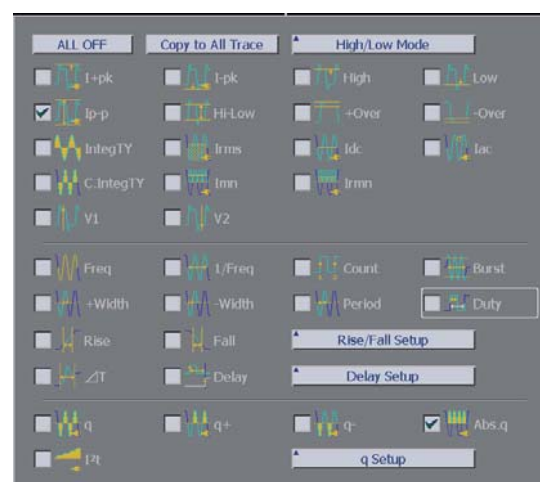 ALL OFF Copy to All Trace High/Low Mode
I+pk I-pk High Low
Ip-p Hi-Low +Over -Over
IntegTY Irms Idc Iac
C.IntegTY Imn Irmn
V1 V2
Freq 1/Freq Count Burst
+Width -Width Period Duty
Rise Fall Rise/Fall Setup
⊿T Delay Delay Setup
q q+ q- Abs.q
I²t q Setup